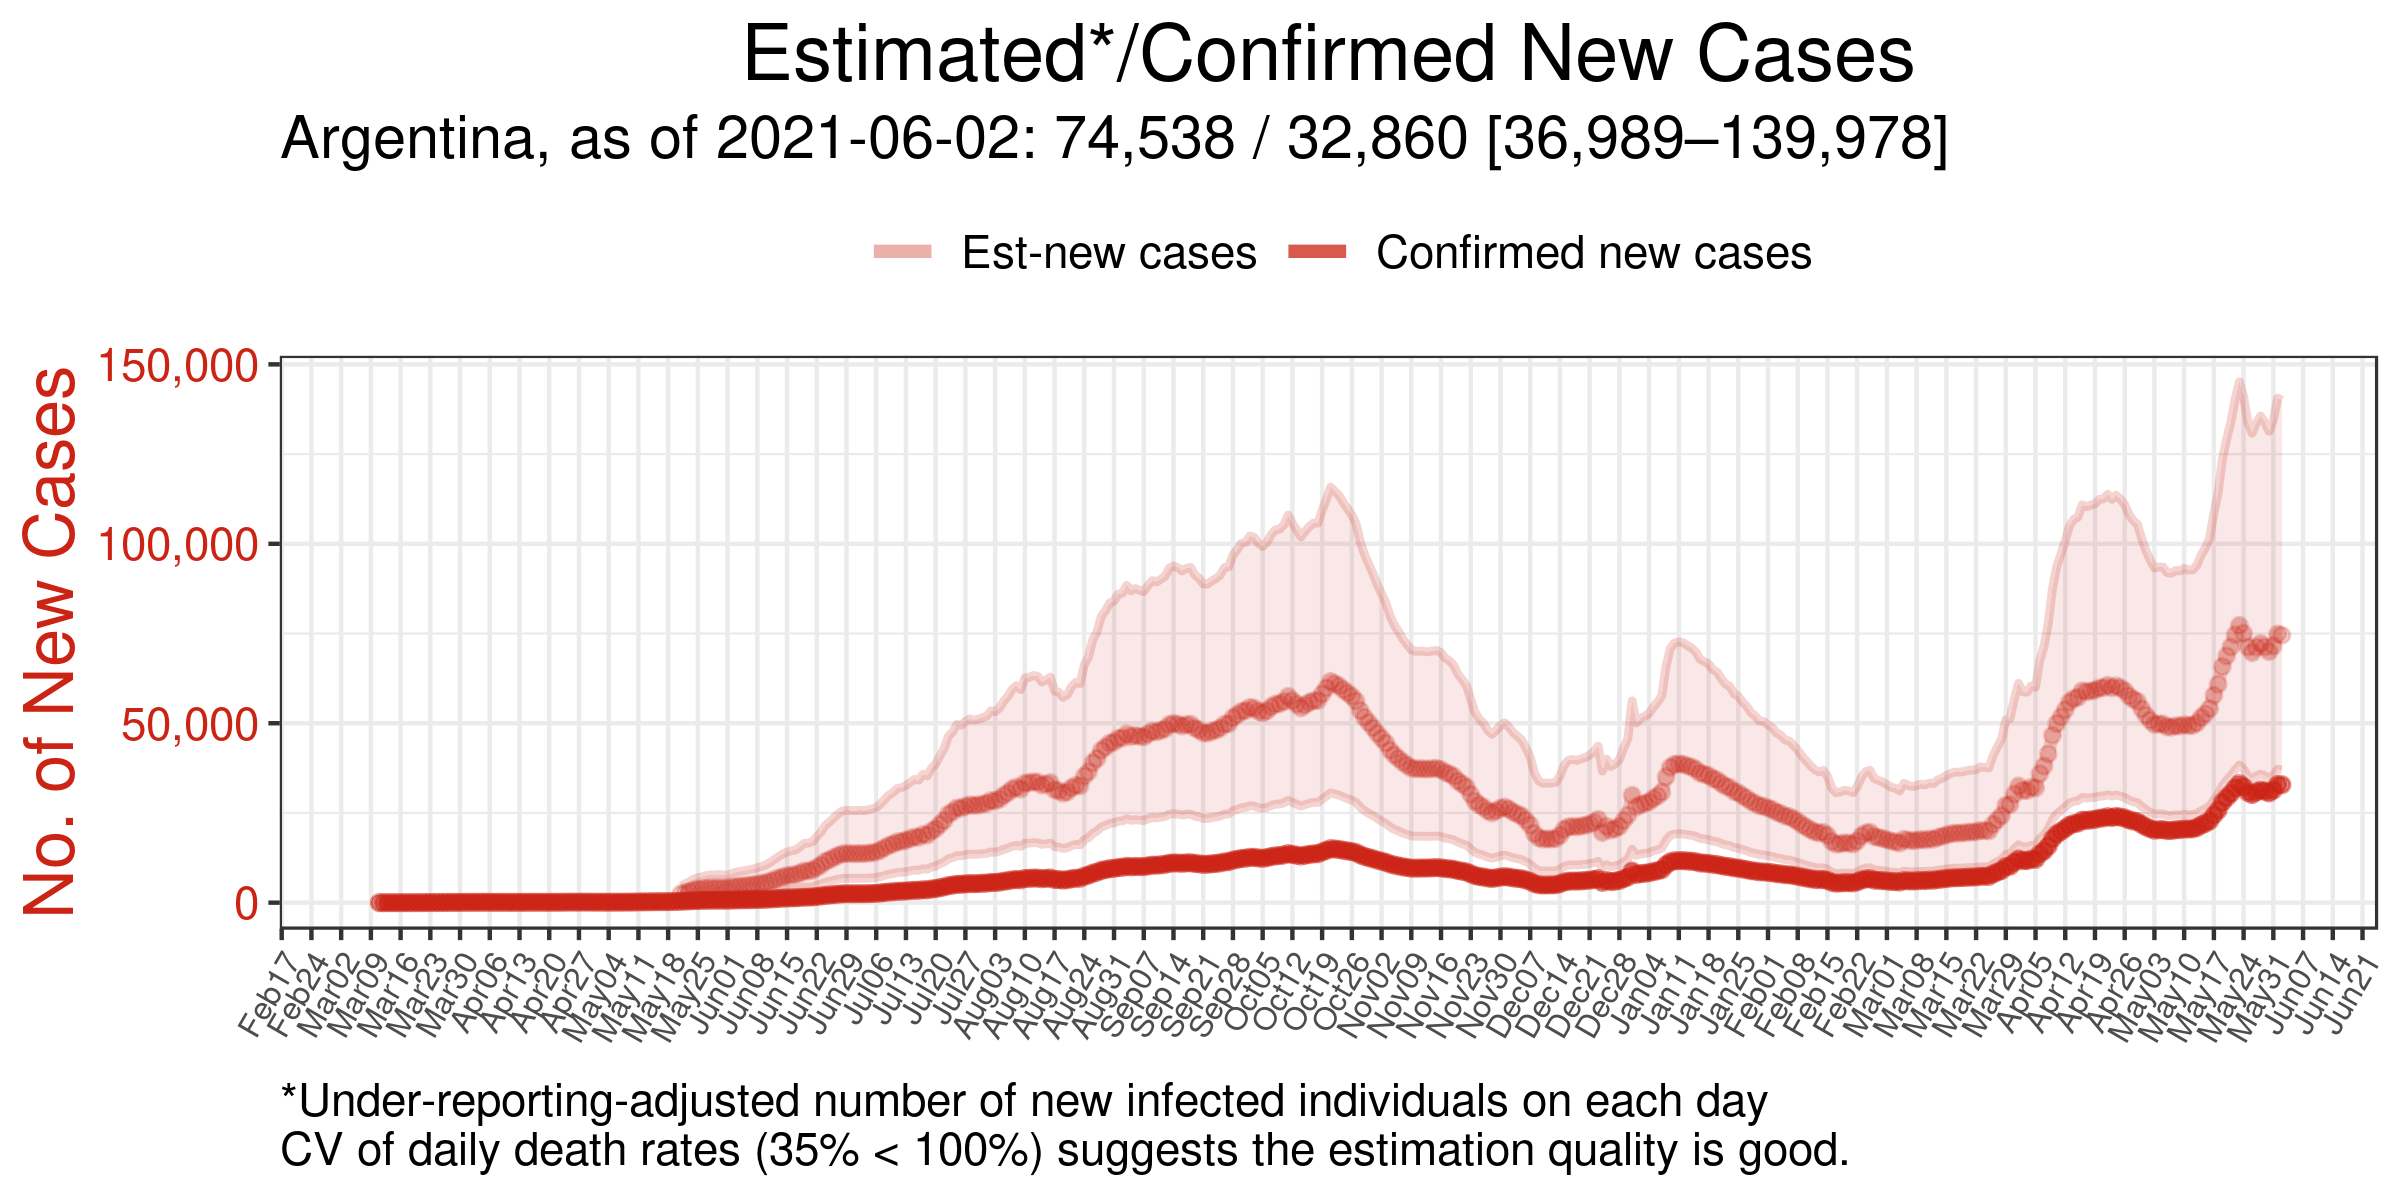 Estimated*/Confirmed New Cases
Argentina, as of 2021-06-02: 74,538 / 32,860 [36,989–139,978]
Est-new cases
Confirmed new cases
No. of New Cases
150,000
100,000
50,000
0
Feb17
Feb24
Mar02
Mar09
Mar16
Mar23
Mar30
Apr06
Apr13
Apr20
Apr27
May04
May11
May18
May25
Jun01
Jun08
Jun15
Jun22
Jun29
Jul06
Jul13
Jul20
Jul27
Aug03
Aug10
Aug17
Aug24
Aug31
Sep07
Sep14
Sep21
Sep28
Oct05
Oct12
Oct19
Oct26
Nov02
Nov09
Nov16
Nov23
Nov30
Dec07
Dec14
Dec21
Dec28
Jan04
Jan11
Jan18
Jan25
Feb01
Feb08
Feb15
Feb22
Mar01
Mar08
Mar15
Mar22
Mar29
Apr05
Apr12
Apr19
Apr26
May03
May10
May17
May24
May31
Jun07
Jun14
Jun21
*Under-reporting-adjusted number of new infected individuals on each day
CV of daily death rates (35% < 100%) suggests the estimation quality is good.